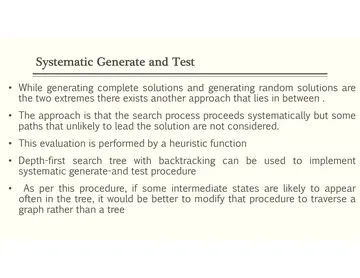 Systematic Generate and Test
• While generating complete solutions and generating random solutions are
the two extremes there exists another approach that lies in between .
• The approach is that the search process proceeds systematically but some
paths that unlikely to lead the solution are not considered.
• This evaluation is performed by a heuristic function
• Depth-first search tree with backtracking can be used to implement
systematic generate-and test procedure
• As per this procedure, if some intermediate states are likely to appear
often in the tree, it would be better to modify that procedure to traverse a
graph rather than a tree